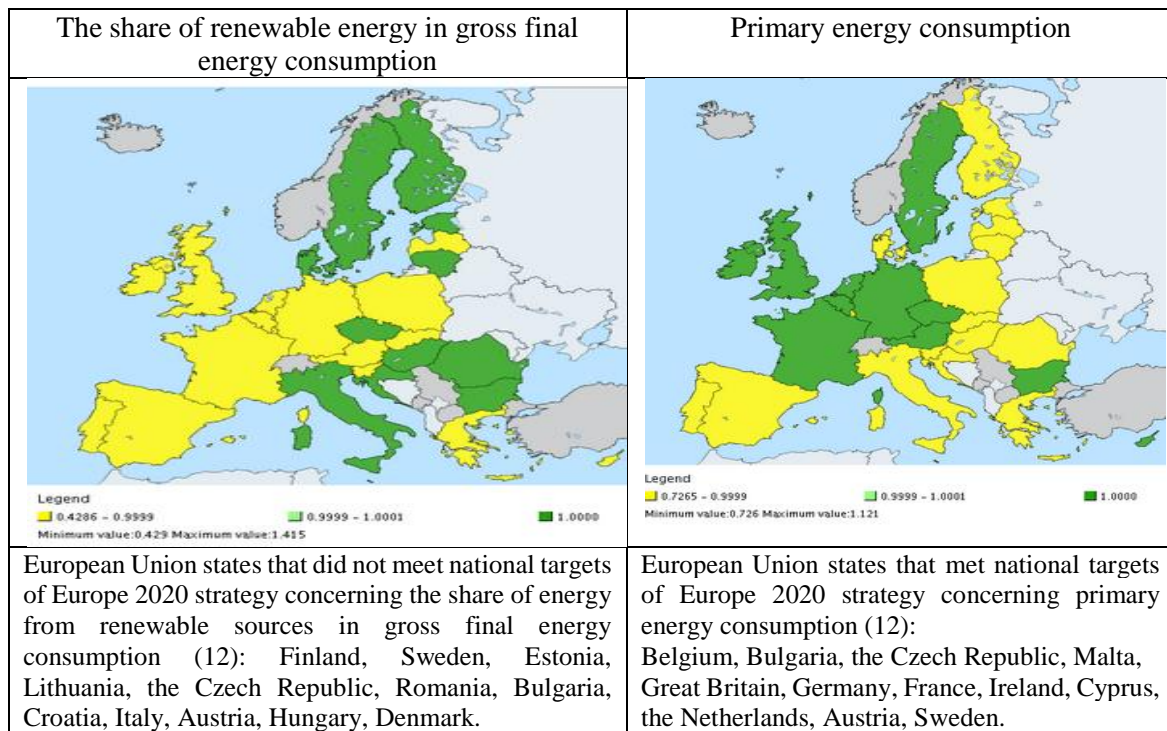 The share of renewable energy in gross final
energy consumption
Primary energy consumption
Legend
0.4286 - 0.9999
0.9999 - 1.0001
1.0000
Minimum value:0.429 Maximum value:1.415
Legend
0.7265 - 0.9999
0.9999 - 1.0001
1.0000
Minimum value:0.726 Maximum value:1.121
European Union states that did not meet national targets
of Europe 2020 strategy concerning the share of energy
from renewable sources in gross final energy
consumption (12): Finland, Sweden, Estonia,
Lithuania, the Czech Republic, Romania, Bulgaria,
Croatia, Italy, Austria, Hungary, Denmark.
European Union states that met national targets
of Europe 2020 strategy concerning primary
energy consumption (12):
Belgium, Bulgaria, the Czech Republic, Malta,
Great Britain, Germany, France, Ireland, Cyprus,
the Netherlands, Austria, Sweden.